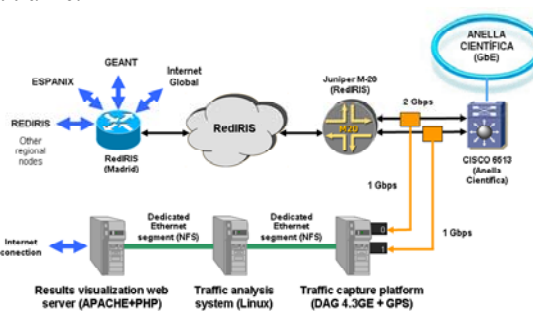 ANELLA
CIENTÍFICA
(GbE)
GEANT
ESPANIX
Internet
Global
Juniper M-20
(RedIRIS)
2 Gbps
REDIRIS
Other
regional
nodes
RedIRIS
(Madrid)
RedIRIS
M20
CISCO 6513
(Anella
Científica)
1 Gbps
1 Gbps
Dedicated
Ethernet
segment (NFS)
Dedicated
Ethernet
segment (NFS)
0
1
Internet
conection
Results visualization web
server (APACHE+PHP)
Traffic analysis
system (Linux)
Traffic capture platform
(DAG 4.3GE + GPS)